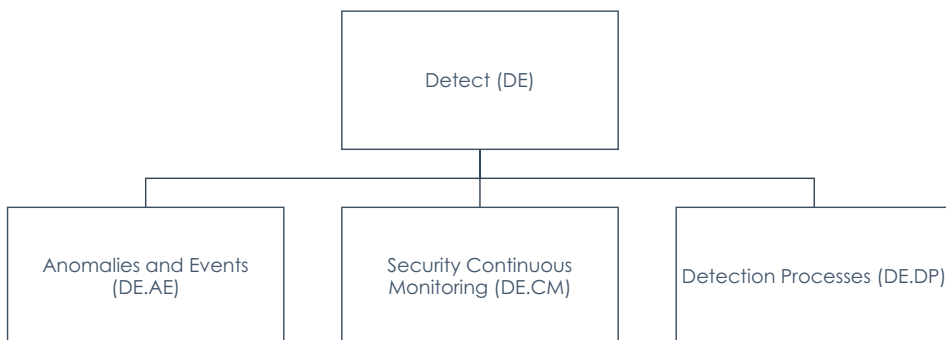 Detect (DE)
Anomalies and Events
(DE.AE)
Security Continuous
Monitoring (DE.CM)
Detection Processes (DE.DP)